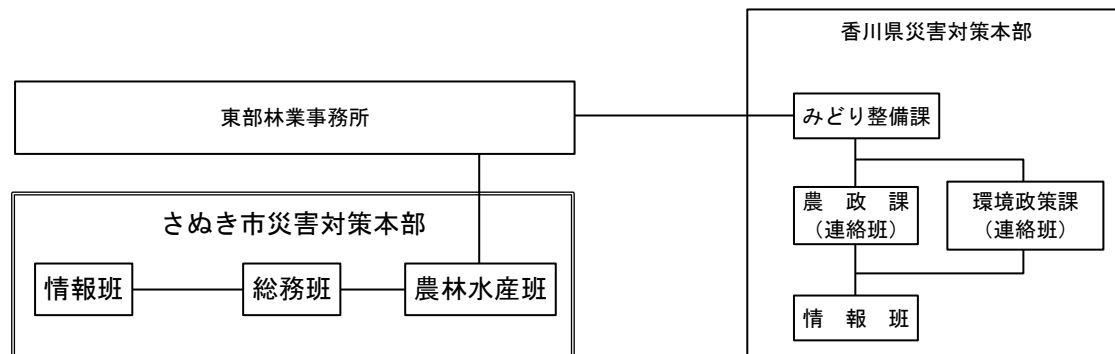 香川県災害対策本部
東部林業事務所
みどり整備課
農 政 課
(連絡班)
環境政策課
(連絡班)
情 報 班
さぬき市災害対策本部
情報班
総務班
農林水産班